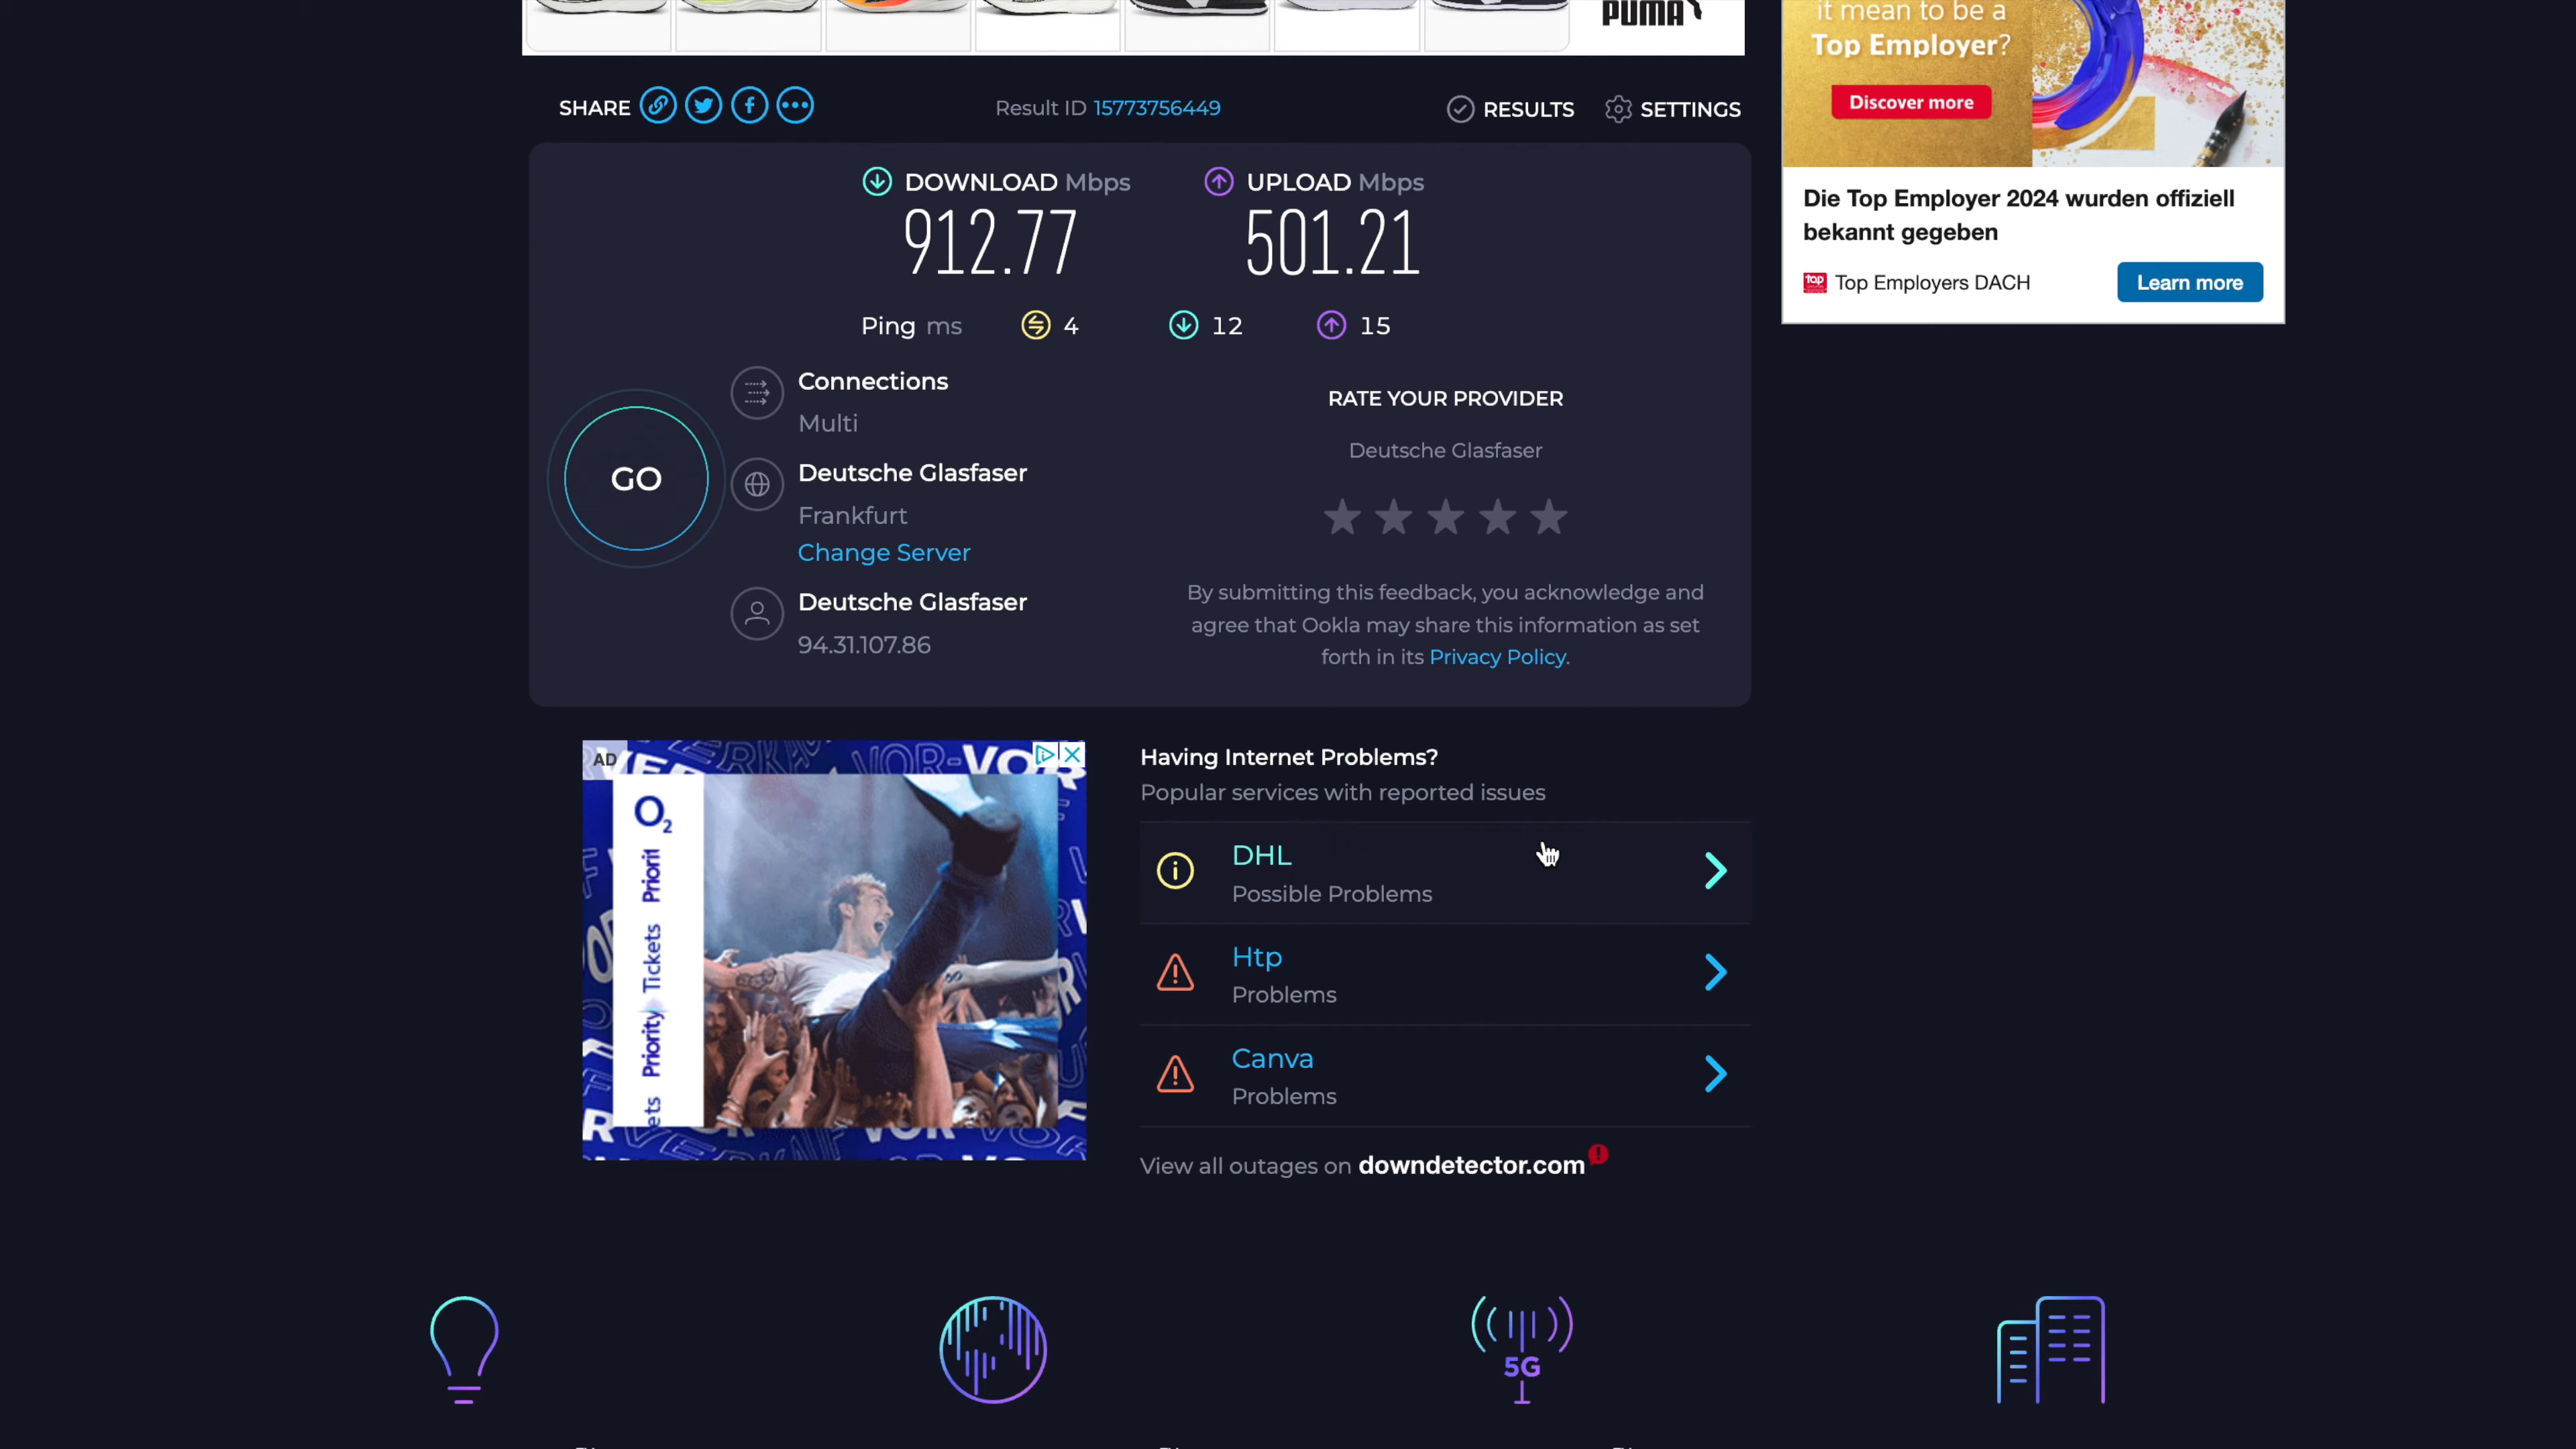 PUMA
it mean to be a
Top Employer?
Discover more
Die Top Employer 2024 wurden offiziell
bekannt gegeben
top
Top Employers DACH
Learn more
SHARE
Result ID 15773756449
RESULTS
SETTINGS
DOWNLOAD Mbps
912.77
UPLOAD Mbps
501.21
Ping ms
4
12
15
GO
Connections
Multi
Deutsche Glasfaser
Frankfurt
Change Server
Deutsche Glasfaser
94.31.107.86
RATE YOUR PROVIDER
Deutsche Glasfaser
By submitting this feedback, you acknowledge and
agree that Ookla may share this information as set
forth in its Privacy Policy.
AD
VOR-VOR
O2
Priority Tickets
Having Internet Problems?
Popular services with reported issues
DHL
Possible Problems
Htp
Problems
Canva
Problems
View all outages on downdetector.com
5G